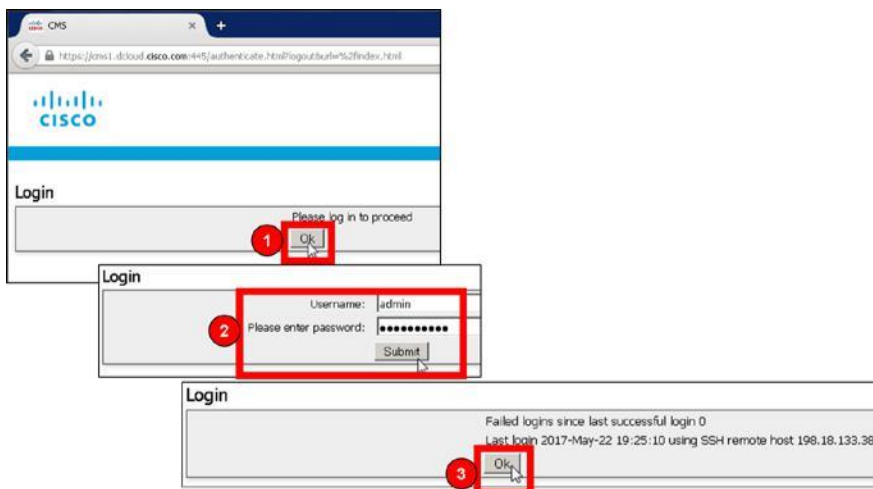 CMS × +
https://cms1.dcloud.cisco.com:445/authenticate.html?logouturl=%2findex.html
CISCO
Login
Please log in to proceed
1 Ok
Login
Username: admin
2 Please enter password: ●●●●●●●●●●
Submit
Login
Failed logins since last successful login 0
Last login 2017-May-22 19:25:10 using SSH remote host 198.18.133.38
3 Ok